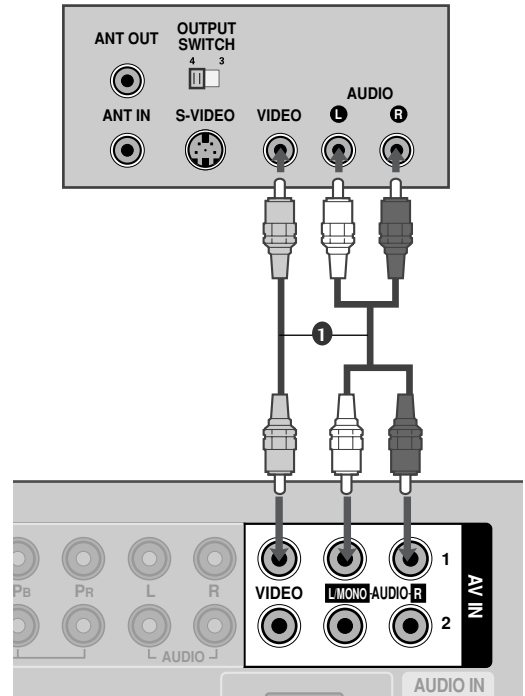 ANT OUT
OUTPUT
SWITCH
4 3
ANT IN
S-VIDEO
VIDEO
AUDIO
L R
1
PB PR L R
AUDIO
VIDEO
L/MONO AUDIO R
1
2
AV IN
AUDIO IN